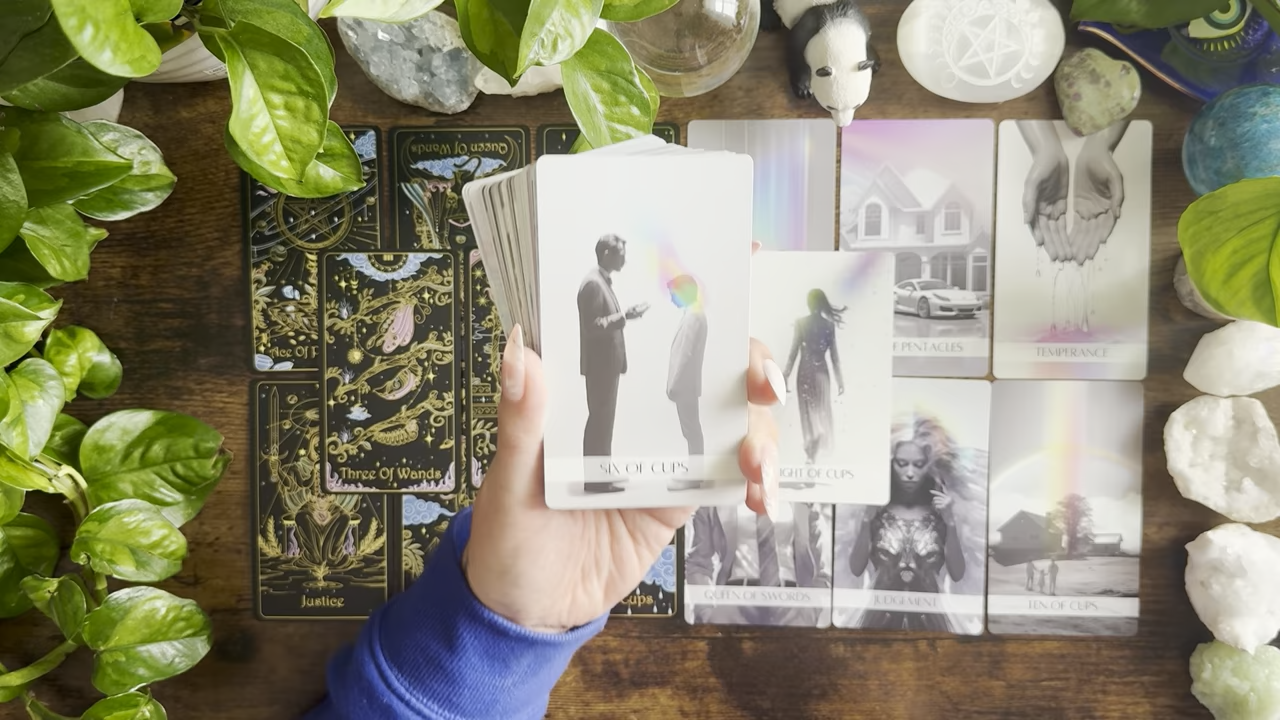 Queen Of Wands
Ace Of P
F PENTACLES
TEMPERANCE
Three Of Wands
SIX OF CUPS
IGHT OF CUPS
Justice
Cups
QUEEN OF SWORDS
JUDGEMENT
TEN OF CUPS